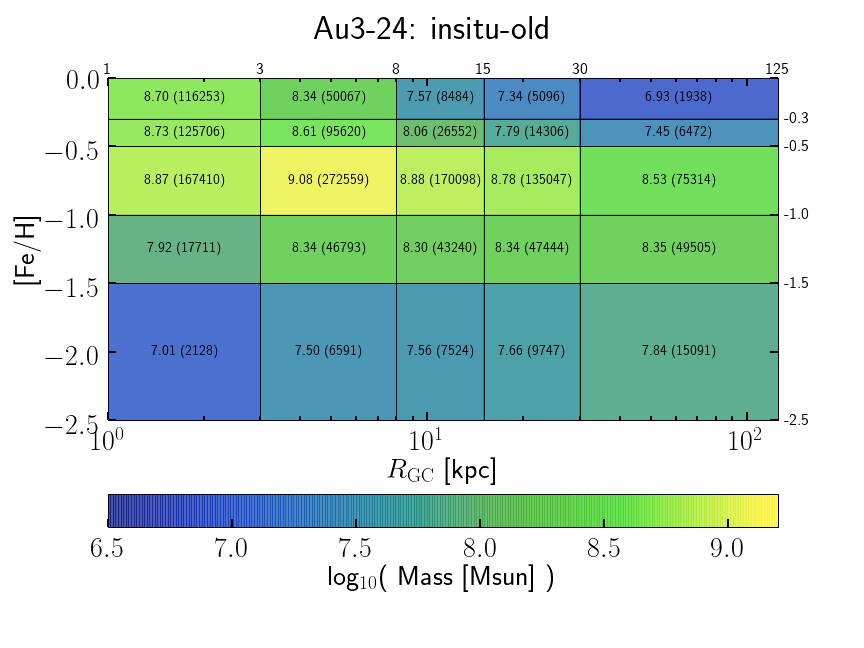 Au3-24: insitu-old
1 3 8 15 30 125
0.0
8.70 (116253) 8.34 (50067) 7.57 (8484) 7.34 (5096) 6.93 (1938)
-0.3
8.73 (125706) 8.61 (95620) 8.06 (26552) 7.79 (14306) 7.45 (6472)
−0.5 -0.5
8.87 (167410) 9.08 (272559) 8.88 (170098) 8.78 (135047) 8.53 (75314)
−1.0 -1.0
[Fe/H]
7.92 (17711) 8.34 (46793) 8.30 (43240) 8.34 (47444) 8.35 (49505)
−1.5 -1.5
7.01 (2128) 7.50 (6591) 7.56 (7524) 7.66 (9747) 7.84 (15091)
−2.0
−2.5 -2.5
10⁰ 10¹ 10²
R_GC [kpc]
6.5 7.0 7.5 8.0 8.5 9.0
log₁₀( Mass [Msun] )